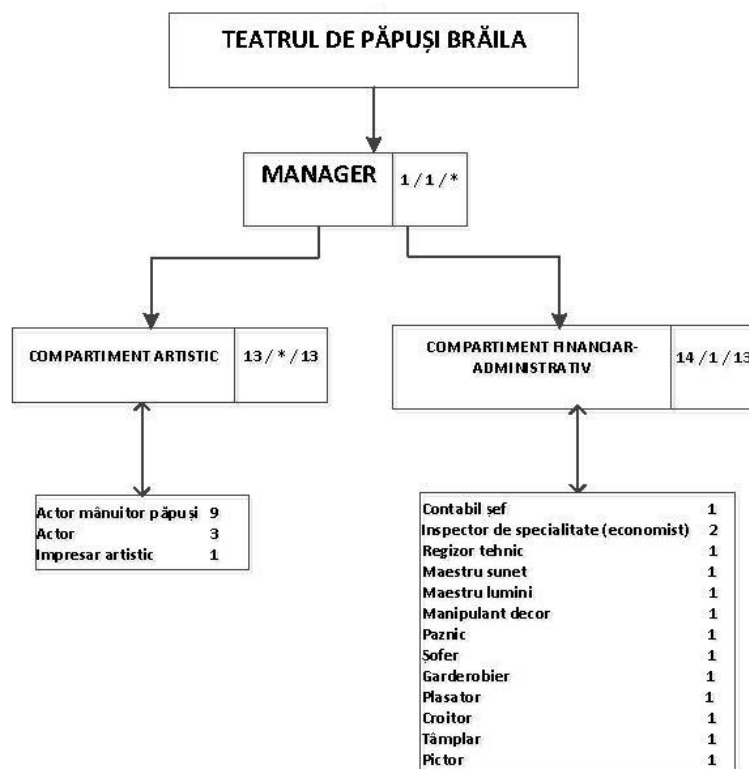 TEATRUL DE PĂPUȘI BRĂILA
MANAGER 1 / 1 / *
COMPARTIMENT ARTISTIC 13 / * / 13
COMPARTIMENT FINANCIAR-
ADMINISTRATIV 14 / 1 / 13
Actor mânuitor păpuși 9
Actor 3
Impresar artistic 1
Contabil șef 1
Inspector de specialitate (economist) 2
Regizor tehnic 1
Maestru sunet 1
Maestru lumini 1
Manipulant decor 1
Paznic 1
Șofer 1
Garderobier 1
Plasator 1
Croitor 1
Tâmplar 1
Pictor 1